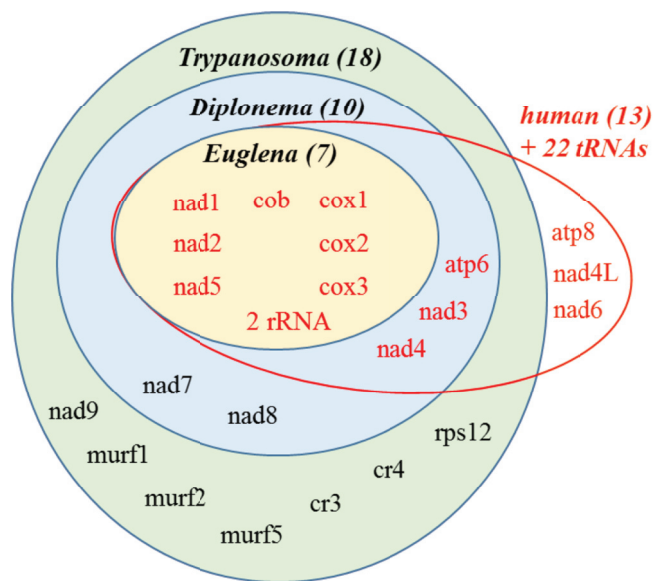 Trypanosoma (18)
Diplonema (10)
human (13)
+ 22 tRNAs
Euglena (7)
nad1 cob cox1
nad2 cox2
nad5 cox3
2 rRNA
atp6
nad3
nad4
atp8
nad4L
nad6
nad7
nad8
nad9
murf1
murf2
murf5
cr3
cr4
rps12